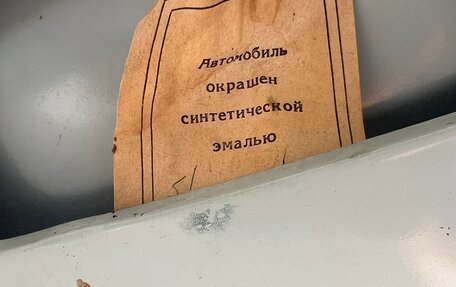 Автомобиль
окрашен
синтетической
эмалью